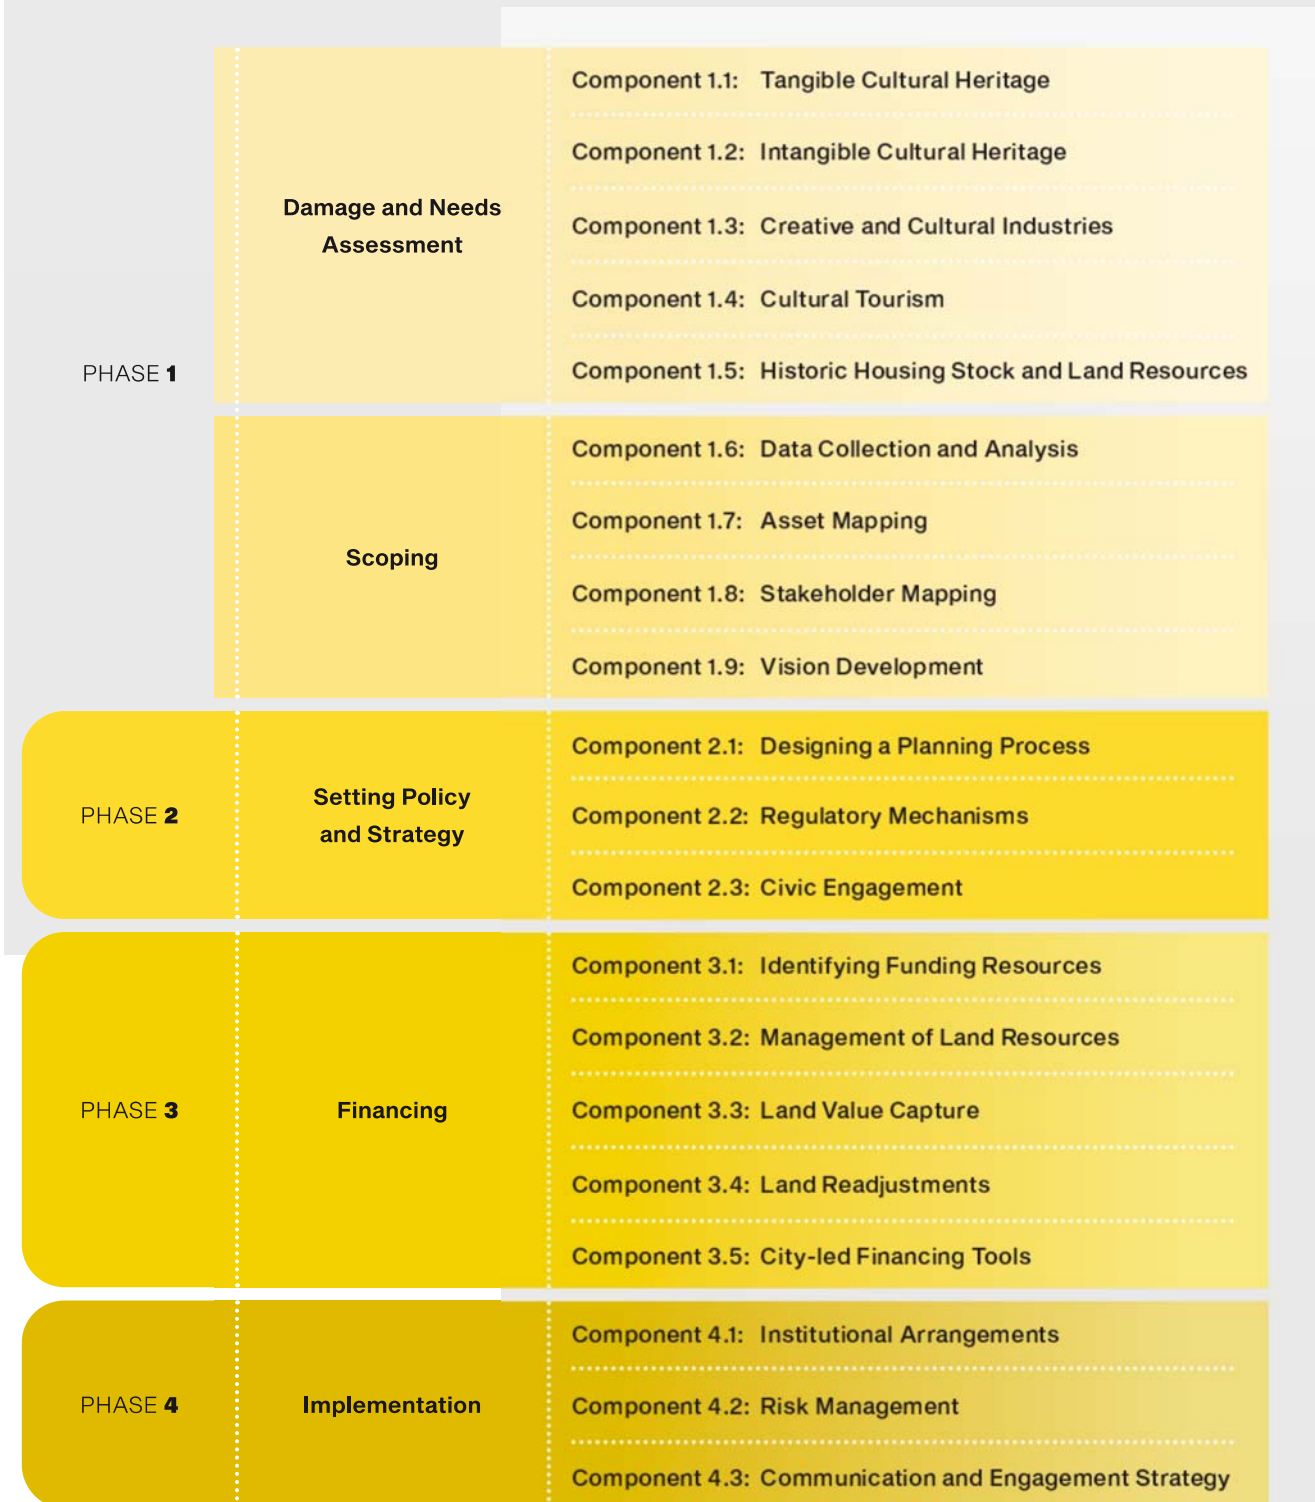 PHASE 1
Damage and Needs
Assessment
Component 1.1: Tangible Cultural Heritage
Component 1.2: Intangible Cultural Heritage
Component 1.3: Creative and Cultural Industries
Component 1.4: Cultural Tourism
Component 1.5: Historic Housing Stock and Land Resources
Scoping
Component 1.6: Data Collection and Analysis
Component 1.7: Asset Mapping
Component 1.8: Stakeholder Mapping
Component 1.9: Vision Development
PHASE 2
Setting Policy
and Strategy
Component 2.1: Designing a Planning Process
Component 2.2: Regulatory Mechanisms
Component 2.3: Civic Engagement
PHASE 3
Financing
Component 3.1: Identifying Funding Resources
Component 3.2: Management of Land Resources
Component 3.3: Land Value Capture
Component 3.4: Land Readjustments
Component 3.5: City-led Financing Tools
PHASE 4
Implementation
Component 4.1: Institutional Arrangements
Component 4.2: Risk Management
Component 4.3: Communication and Engagement Strategy